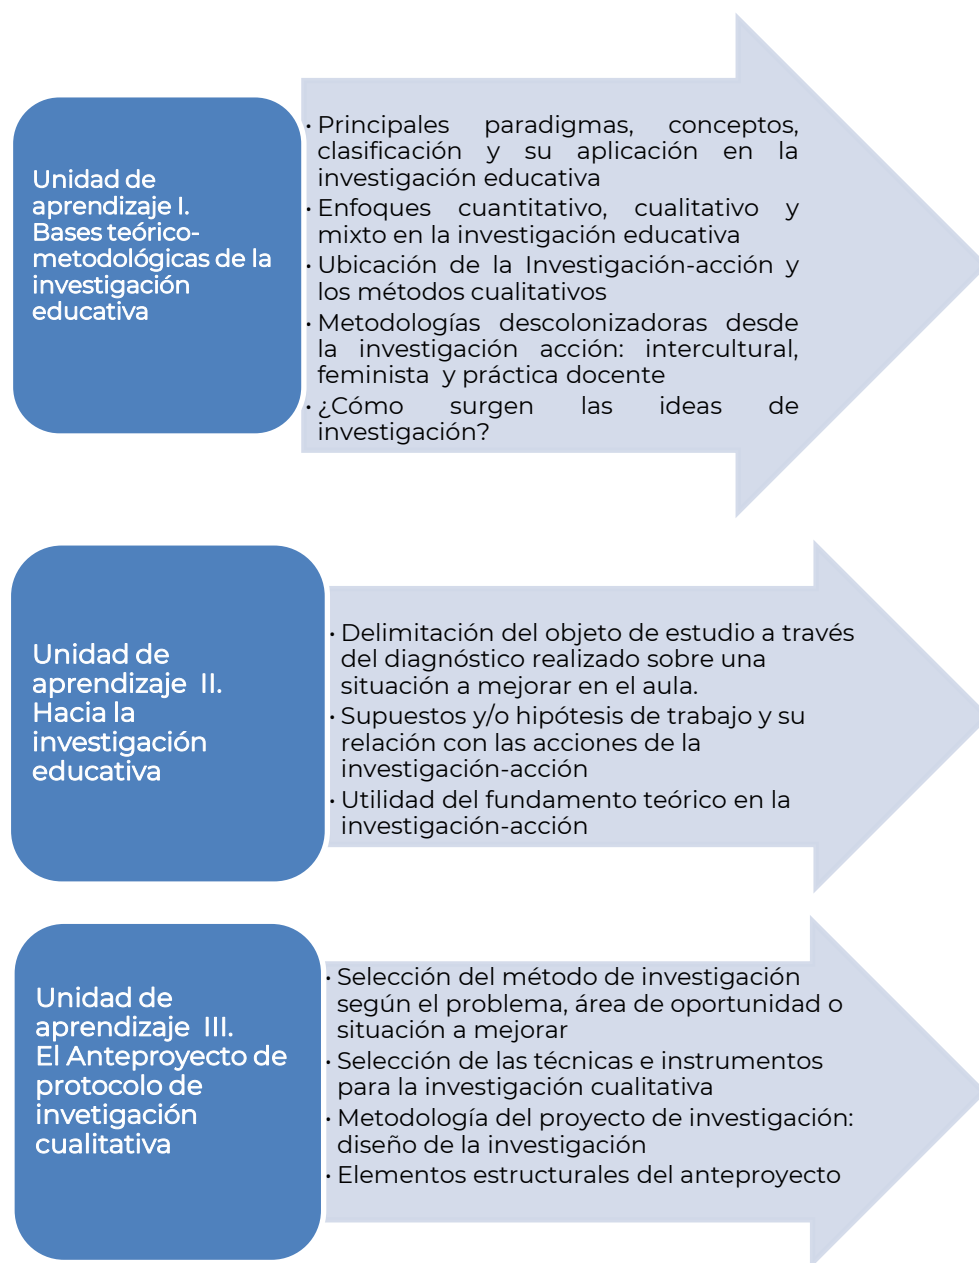 Unidad de
aprendizaje I.
Bases teórico-
metodológicas de la
investigación
educativa
· Principales paradigmas, conceptos,
clasificación y su aplicación en la
investigación educativa
· Enfoques cuantitativo, cualitativo y
mixto en la investigación educativa
· Ubicación de la Investigación-acción y
los métodos cualitativos
· Metodologías descolonizadoras desde
la investigación acción: intercultural,
feminista y práctica docente
· ¿Cómo surgen las ideas de
investigación?
Unidad de
aprendizaje II.
Hacia la
investigación
educativa
· Delimitación del objeto de estudio a través
del diagnóstico realizado sobre una
situación a mejorar en el aula.
· Supuestos y/o hipótesis de trabajo y su
relación con las acciones de la
investigación-acción
· Utilidad del fundamento teórico en la
investigación-acción
Unidad de
aprendizaje III.
El Anteproyecto de
protocolo de
invetigación
cualitativa
· Selección del método de investigación
según el problema, área de oportunidad o
situación a mejorar
· Selección de las técnicas e instrumentos
para la investigación cualitativa
· Metodología del proyecto de investigación:
diseño de la investigación
· Elementos estructurales del anteproyecto